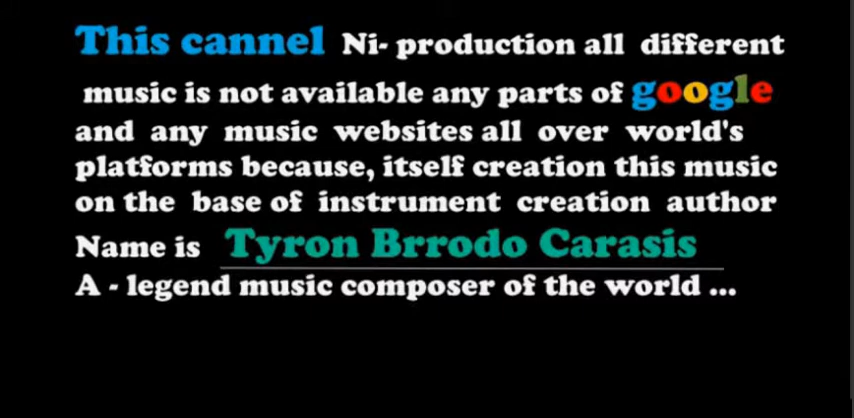 This cannel Ni- production all different
music is not available any parts of google
and any music websites all over world's
platforms because, itself creation this music
on the base of instrument creation author
Name is Tyron Brrodo Carasis
A - legend music composer of the world ...